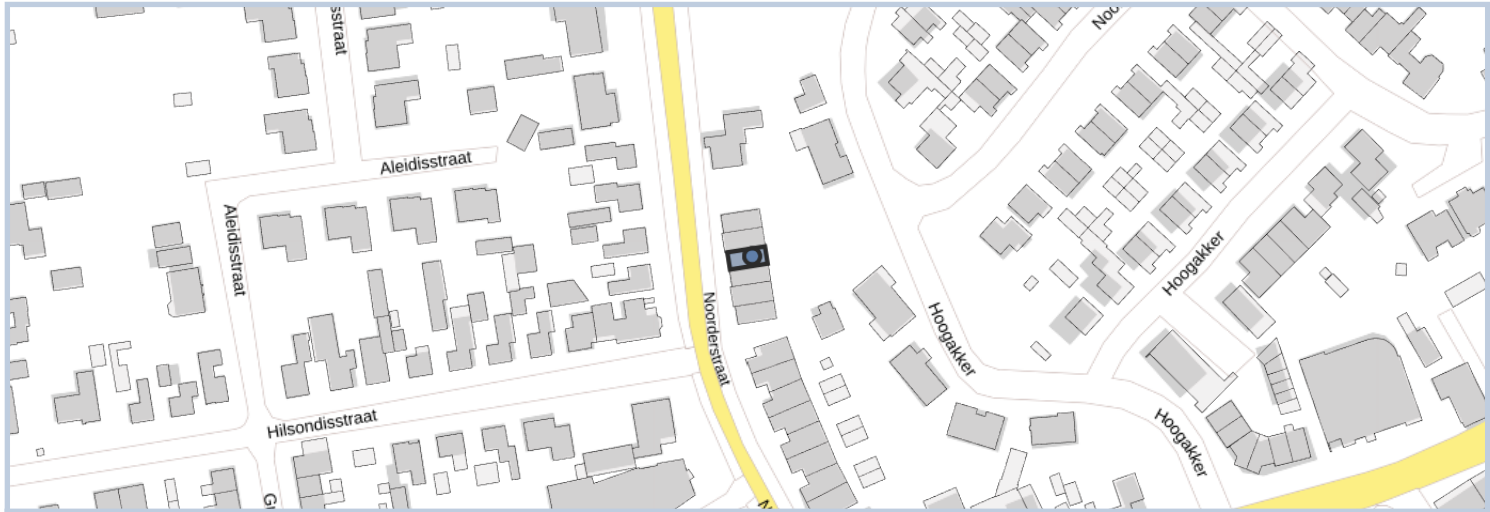 Aleidisstraat
Aleidisstraat
Hilsondisstraat
Noorderstraat
Hoogakker
Hoogakker
Hoogakker